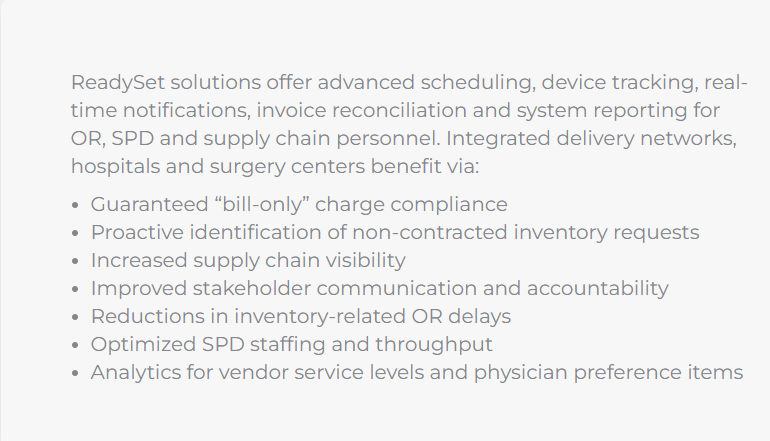 ReadySet solutions offer advanced scheduling, device tracking, real-
time notifications, invoice reconciliation and system reporting for
OR, SPD and supply chain personnel. Integrated delivery networks,
hospitals and surgery centers benefit via:
• Guaranteed “bill-only” charge compliance
• Proactive identification of non-contracted inventory requests
• Increased supply chain visibility
• Improved stakeholder communication and accountability
• Reductions in inventory-related OR delays
• Optimized SPD staffing and throughput
• Analytics for vendor service levels and physician preference items